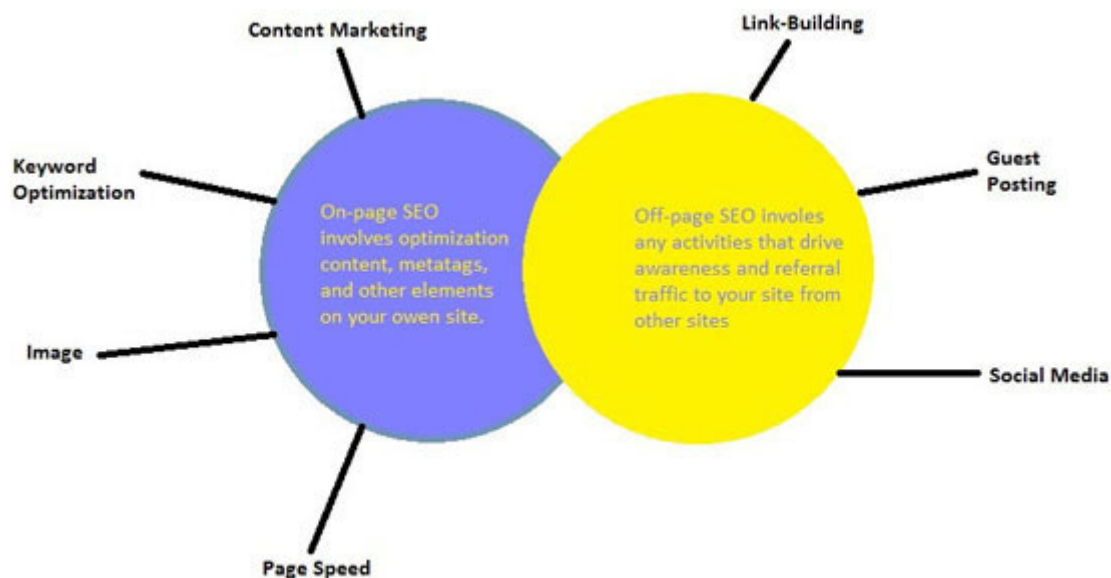 Content Marketing
Link-Building
Keyword
Optimization
Guest
Posting
On-page SEO
involves optimization
content, metatags,
and other elements
on your owen site.
Off-page SEO involes
any activities that drive
awareness and referral
traffic to your site from
other sites
Image
Social Media
Page Speed